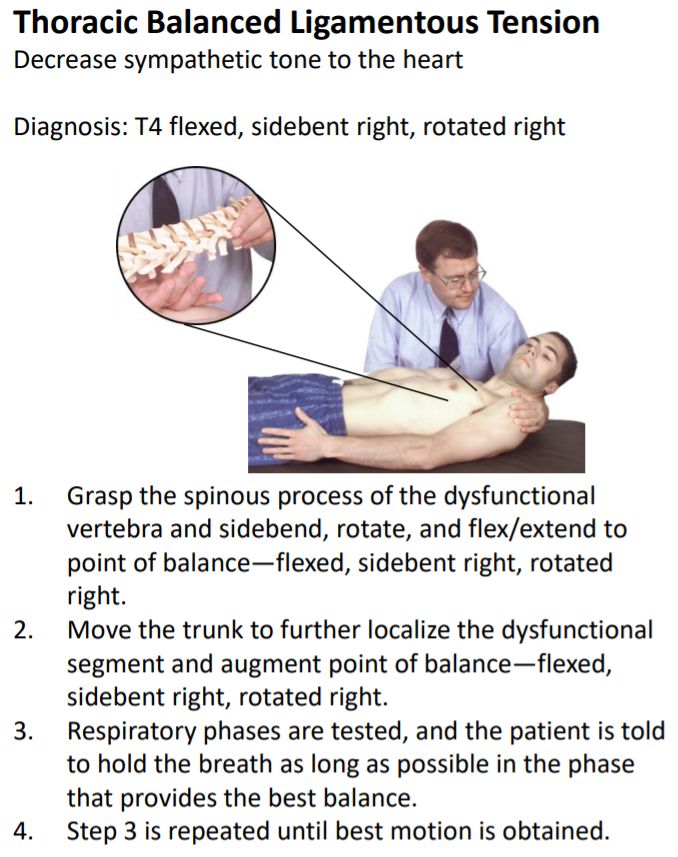 Thoracic Balanced Ligamentous Tension
Decrease sympathetic tone to the heart
Diagnosis: T4 flexed, sidebent right, rotated right
1. Grasp the spinous process of the dysfunctional
vertebra and sidebend, rotate, and flex/extend to
point of balance—flexed, sidebent right, rotated
right.
2. Move the trunk to further localize the dysfunctional
segment and augment point of balance—flexed,
sidebent right, rotated right.
3. Respiratory phases are tested, and the patient is told
to hold the breath as long as possible in the phase
that provides the best balance.
4. Step 3 is repeated until best motion is obtained.